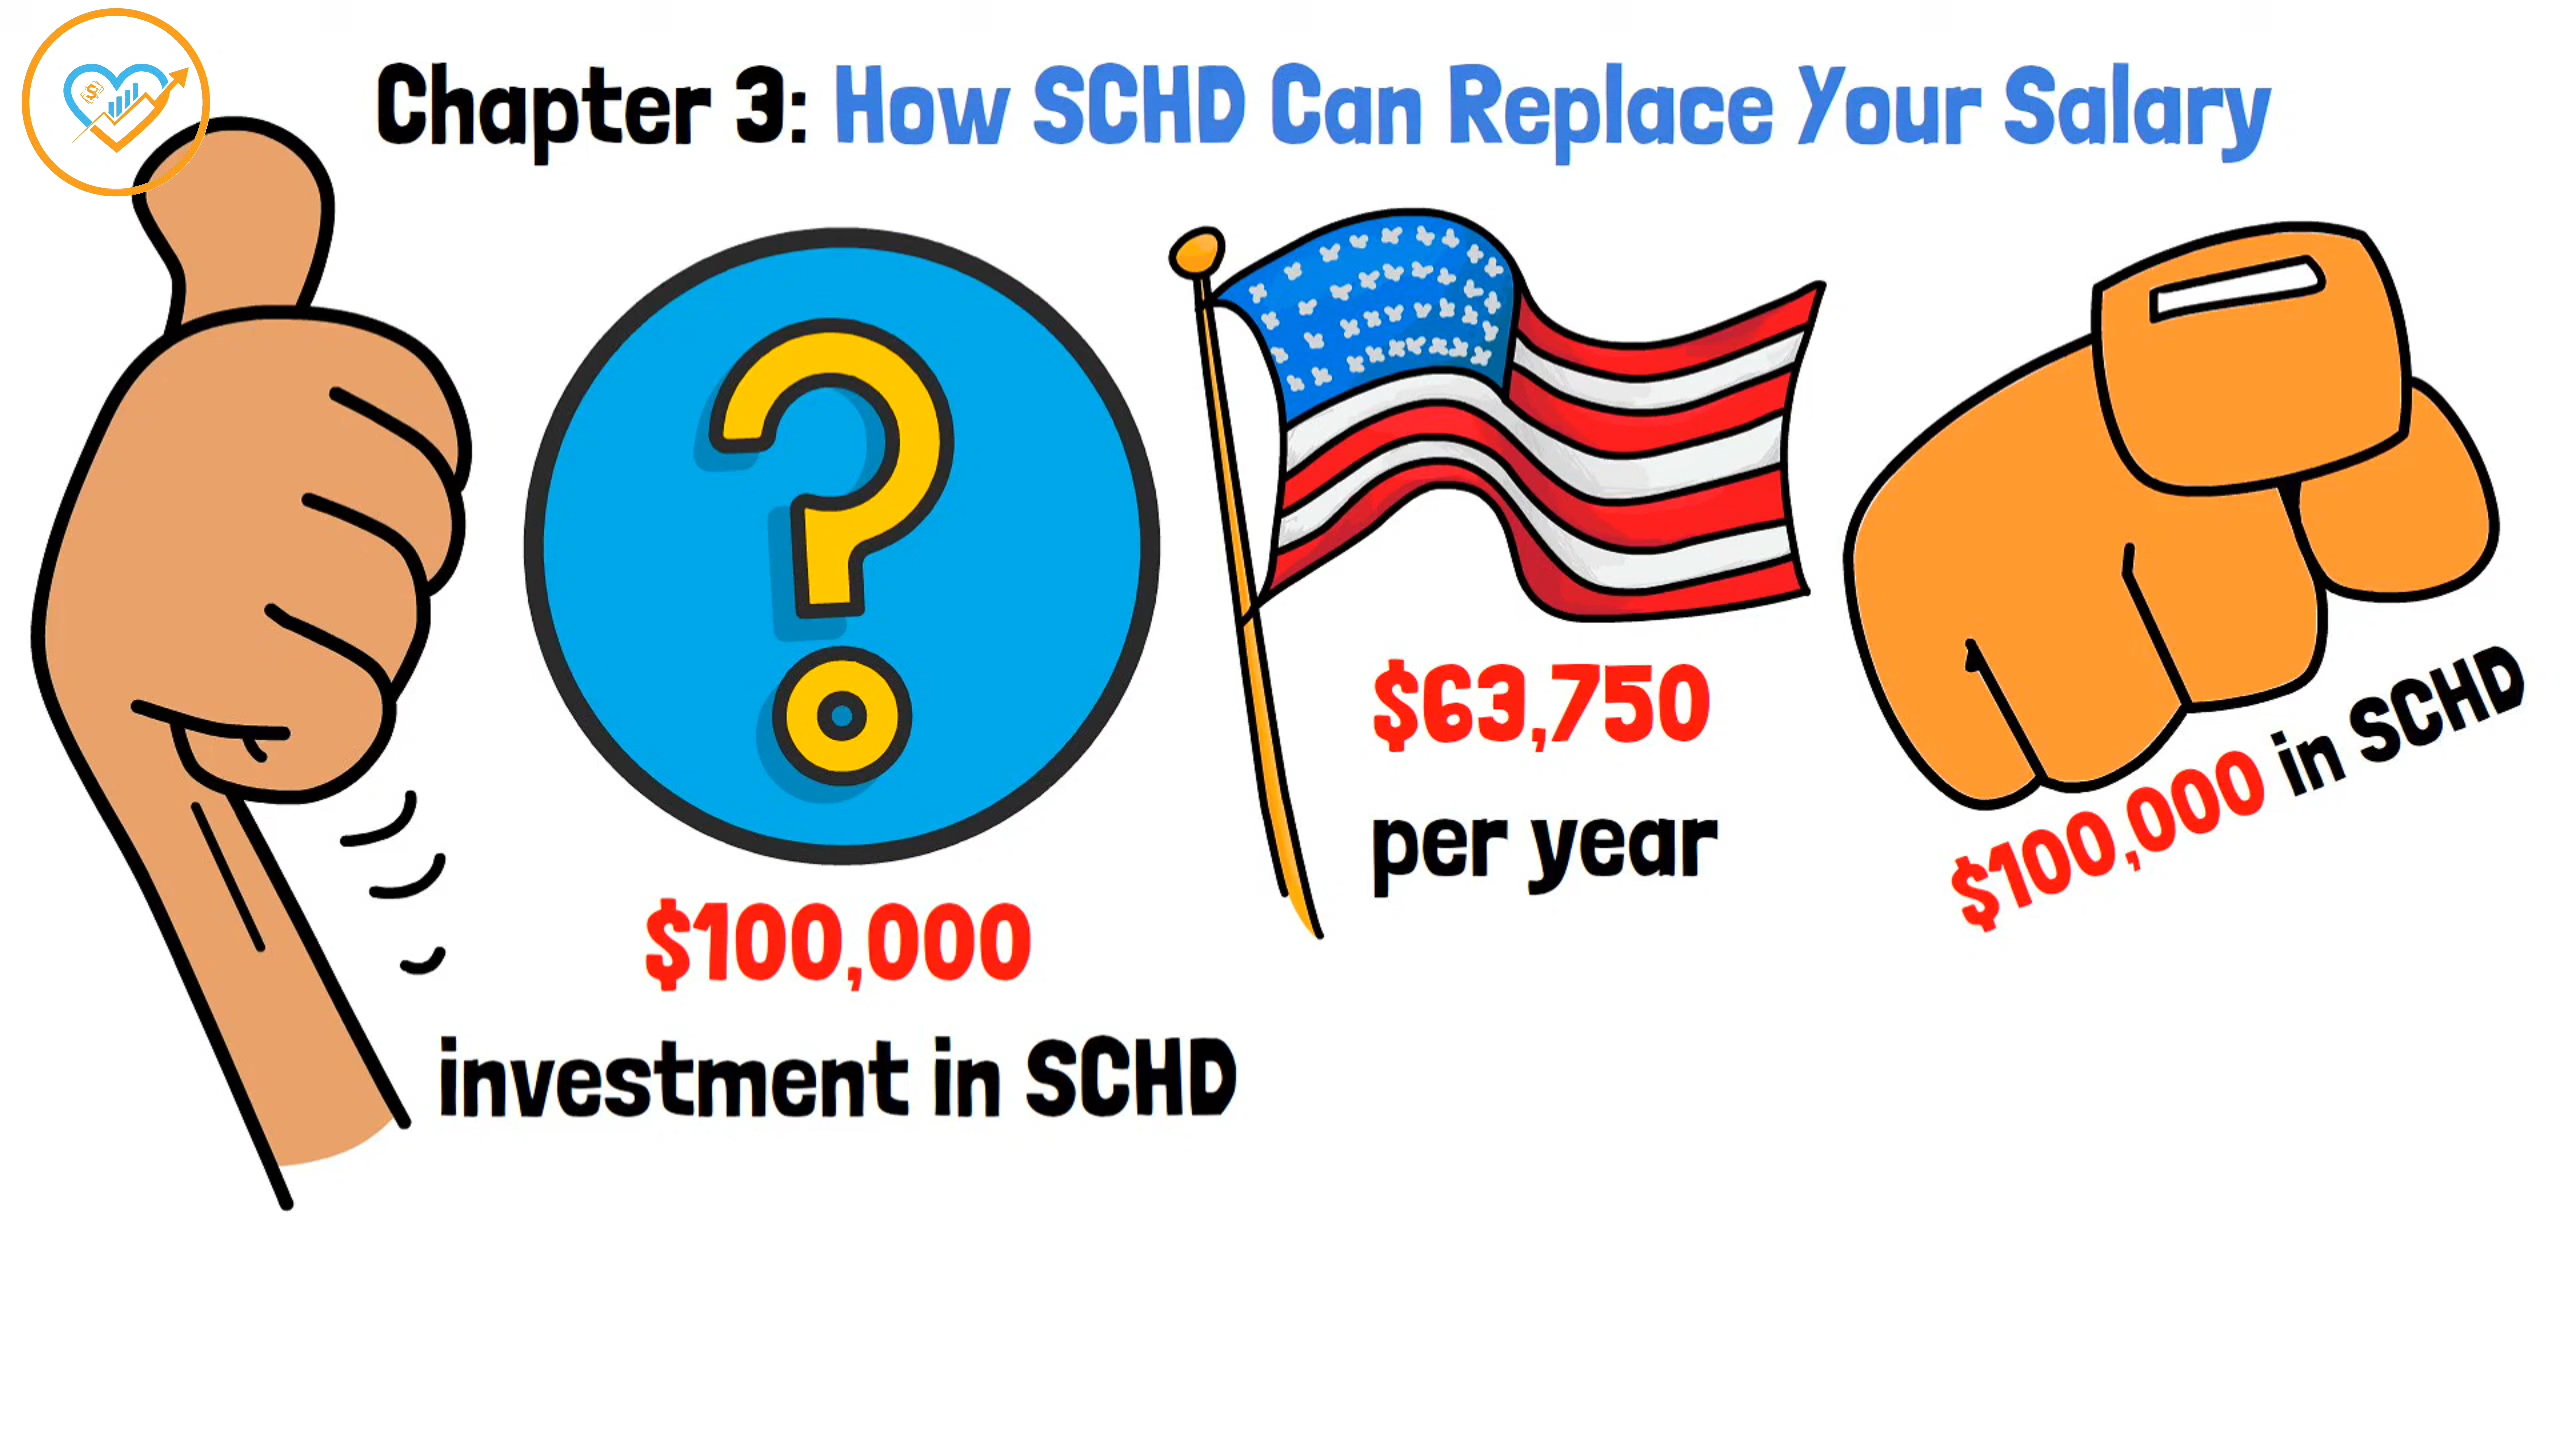 Chapter 3: How SCHD Can Replace Your Salary
$100,000
investment in SCHD
$63,750
per year
$100,000 in SCHD